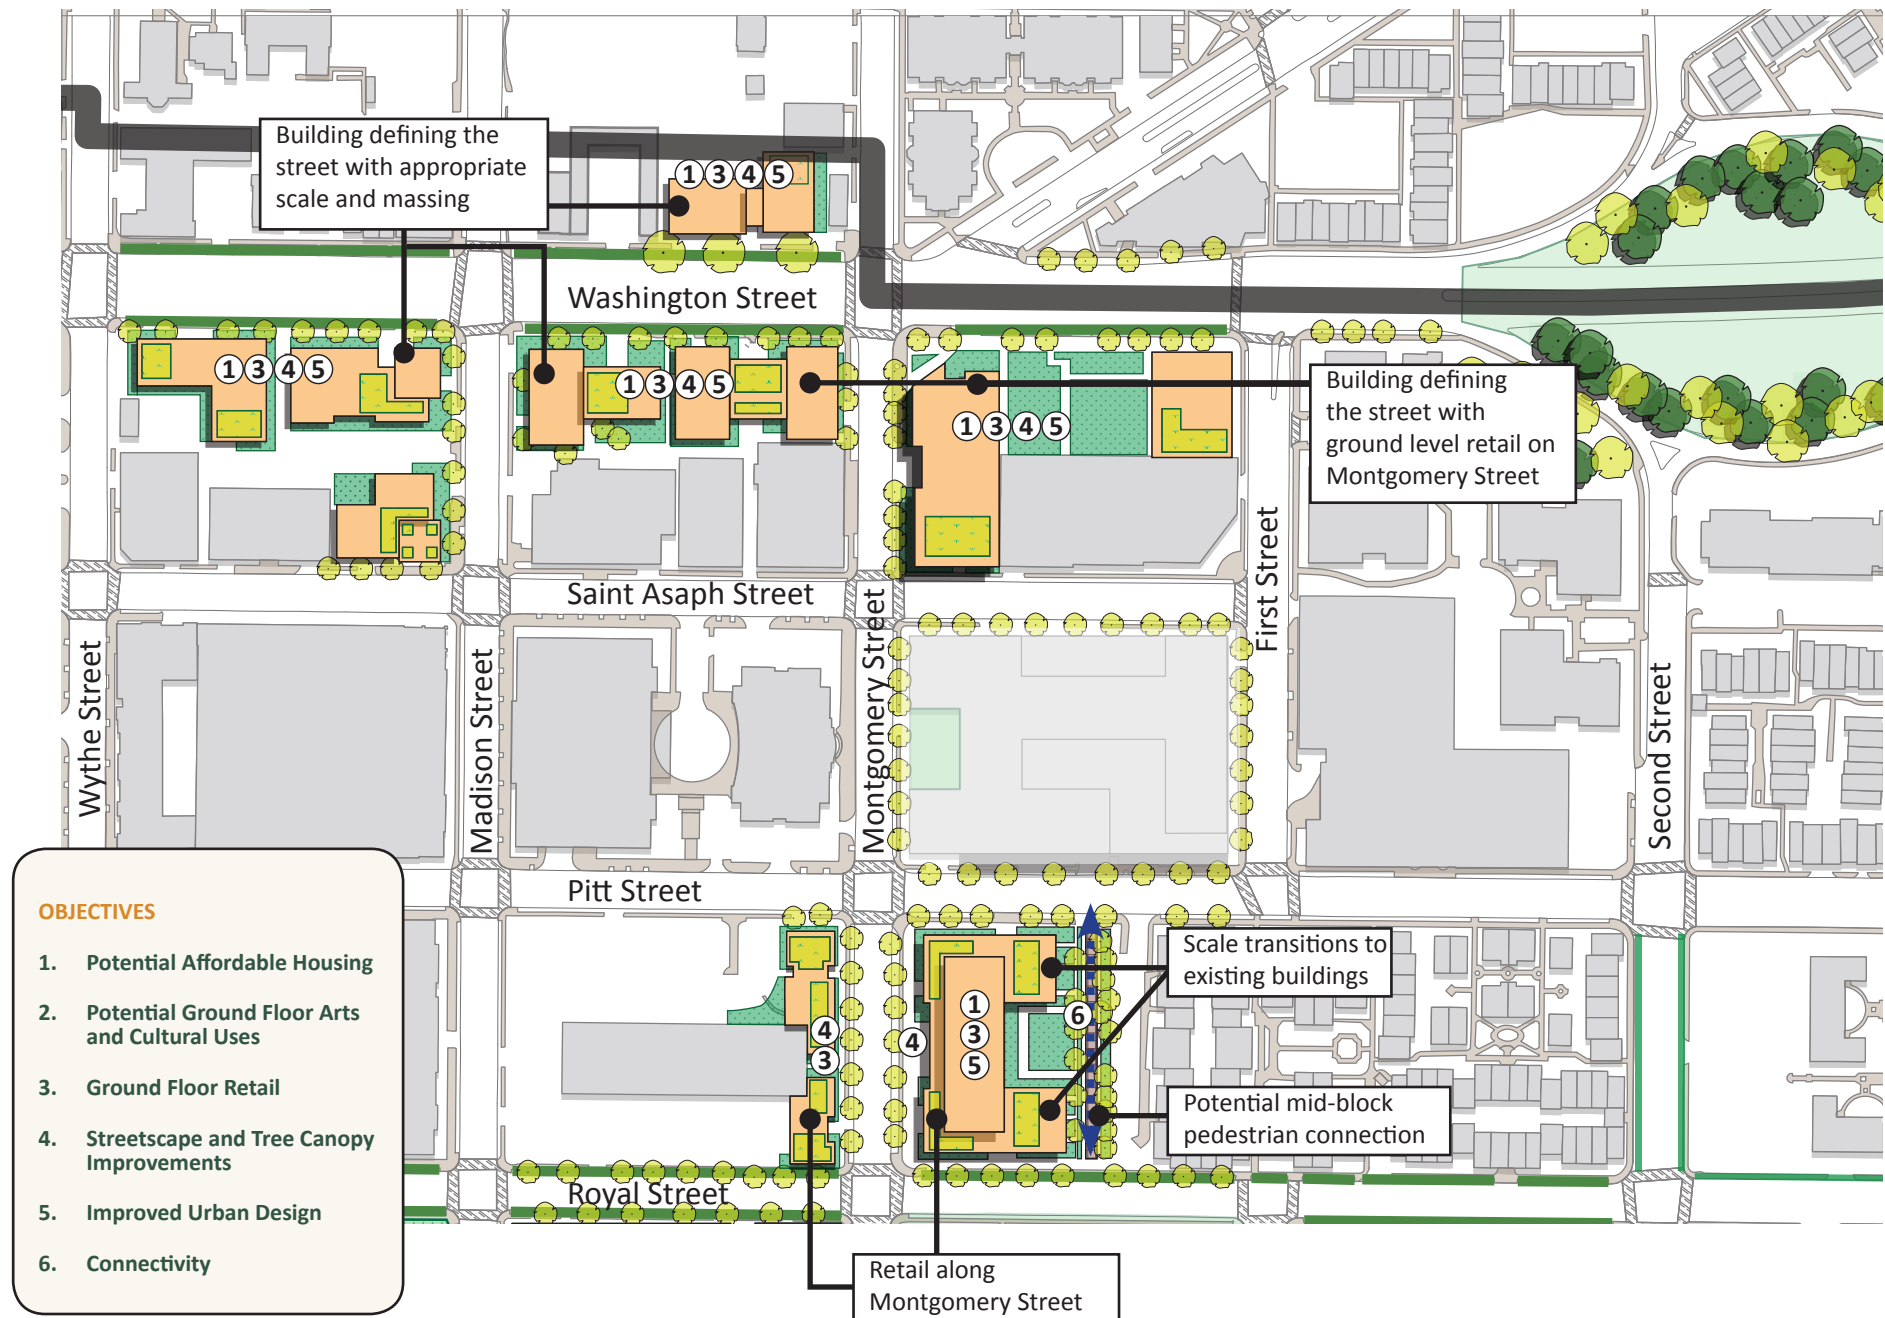 Building defining the
street with appropriate
scale and massing
1 3 4 5
Washington Street
1 3 4 5
1 3 4 5
1 3 4 5
Building defining
the street with
ground level retail on
Montgomery Street
Saint Asaph Street
Wythe Street
Madison Street
Montgomery Street
First Street
Second Street
Pitt Street
OBJECTIVES
1. Potential Affordable Housing
2. Potential Ground Floor Arts
and Cultural Uses
3. Ground Floor Retail
4. Streetscape and Tree Canopy
Improvements
5. Improved Urban Design
6. Connectivity
4
3
4
1
3
5
6
Scale transitions to
existing buildings
Potential mid-block
pedestrian connection
Royal Street
Retail along
Montgomery Street